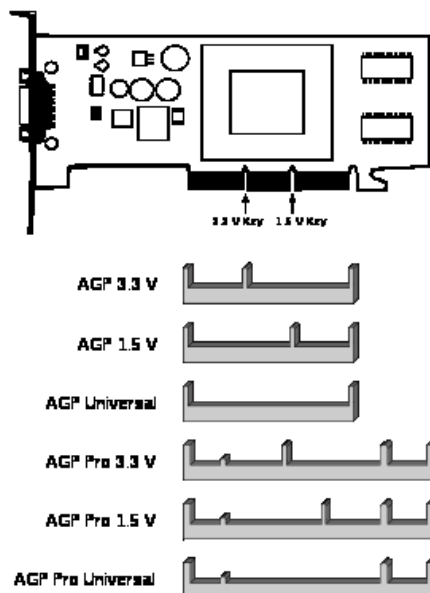 3.3 V Key 1.5 V Key
AGP 3.3 V
AGP 1.5 V
AGP Universal
AGP Pro 3.3 V
AGP Pro 1.5 V
AGP Pro Universal